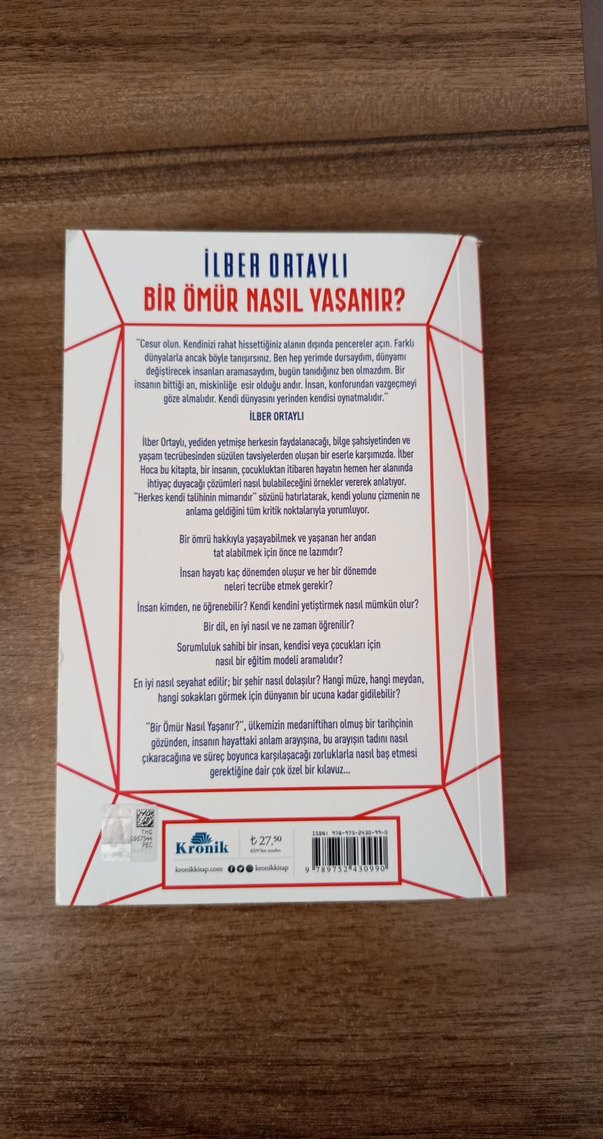 İLBER ORTAYLI
BİR ÖMÜR NASIL YAŞANIR?
"Cesur olun. Kendinizi rahat hissettiğiniz alanın dışında pencereler açın. Farklı
dünyalarla ancak böyle tanışırsınız. Ben hep yerimde dursaydım, dünyamı
değiştirecek insanları aramasaydım, bugün tanıdığınız ben olmazdım. Bir
insanın bittiği an, miskinliğe esir olduğu andır. İnsan, konforundan vazgeçmeyi
göze almalıdır. Kendi dünyasını yerinden kendisi oynatmalıdır."
İLBER ORTAYLI
İlber Ortaylı, yediden yetmişe herkesin faydalanacağı, bilge şahsiyetinden ve
yaşam tecrübesinden süzülen tavsiyelerden oluşan bir eserle karşımızda. İlber
Hoca bu kitapta, bir insanın, çocukluktan itibaren hayatın hemen her alanında
ihtiyaç duyacağı çözümleri nasıl bulabileceğini örnekler vererek anlatıyor.
"Herkes kendi talihinin mimarıdır" sözünü hatırlatarak, kendi yolunu çizmenin ne
anlama geldiğini tüm kritik noktalarıyla yorumluyor.
Bir ömrü hakkıyla yaşayabilmek ve yaşanan her andan
tat alabilmek için önce ne lazımdır?
İnsan hayatı kaç dönemden oluşur ve her bir dönemde
neleri tecrübe etmek gerekir?
İnsan kimden, ne öğrenebilir? Kendi kendini yetiştirmek nasıl mümkün olur?
Bir dil, en iyi nasıl ve ne zaman öğrenilir?
Sorumluluk sahibi bir insan, kendisi veya çocukları için
nasıl bir eğitim modeli aramalıdır?
En iyi nasıl seyahat edilir; bir şehir nasıl dolaşılır? Hangi müze, hangi meydan,
hangi sokakları görmek için dünyanın bir ucuna kadar gidilebilir?
"Bir Ömür Nasıl Yaşanır?", ülkemizin medarıiftiharı olmuş bir tarihçinin
gözünden, insanın hayattaki anlam arayışına, bu arayışın tadını nasıl
çıkaracağına ve süreç boyunca karşılaşacağı zorluklarla nasıl baş etmesi
gerektiğine dair çok özel bir kılavuz...
THG
PEC
Kronik
kronikkitap.com
kronikkitap
₺ 27,50
KDV'den muaftır
ISBN: 978-975-2430-99-0
9 789752 430990